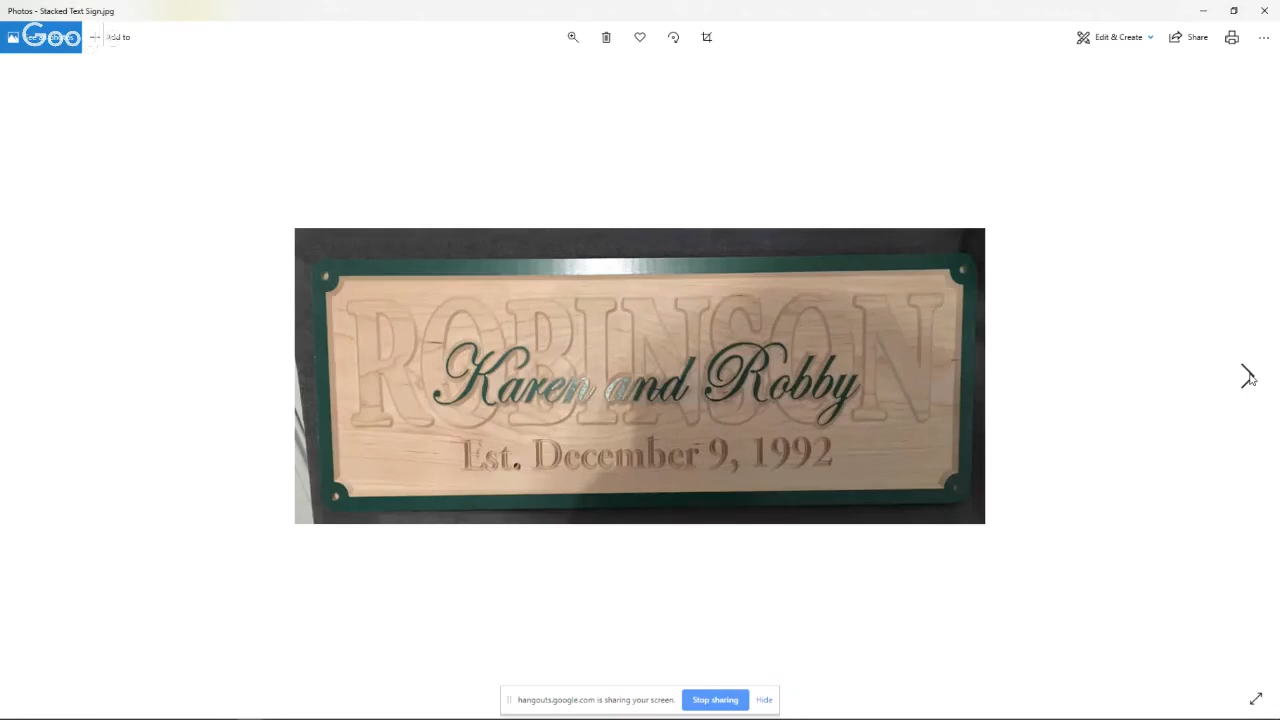 Photos - Stacked Text Sign.jpg
Goo
Add to
Edit & Create
Share
ROBINSON
Karen and Robby
Est. December 9, 1992
hangouts.google.com is sharing your screen.
Stop sharing
Hide